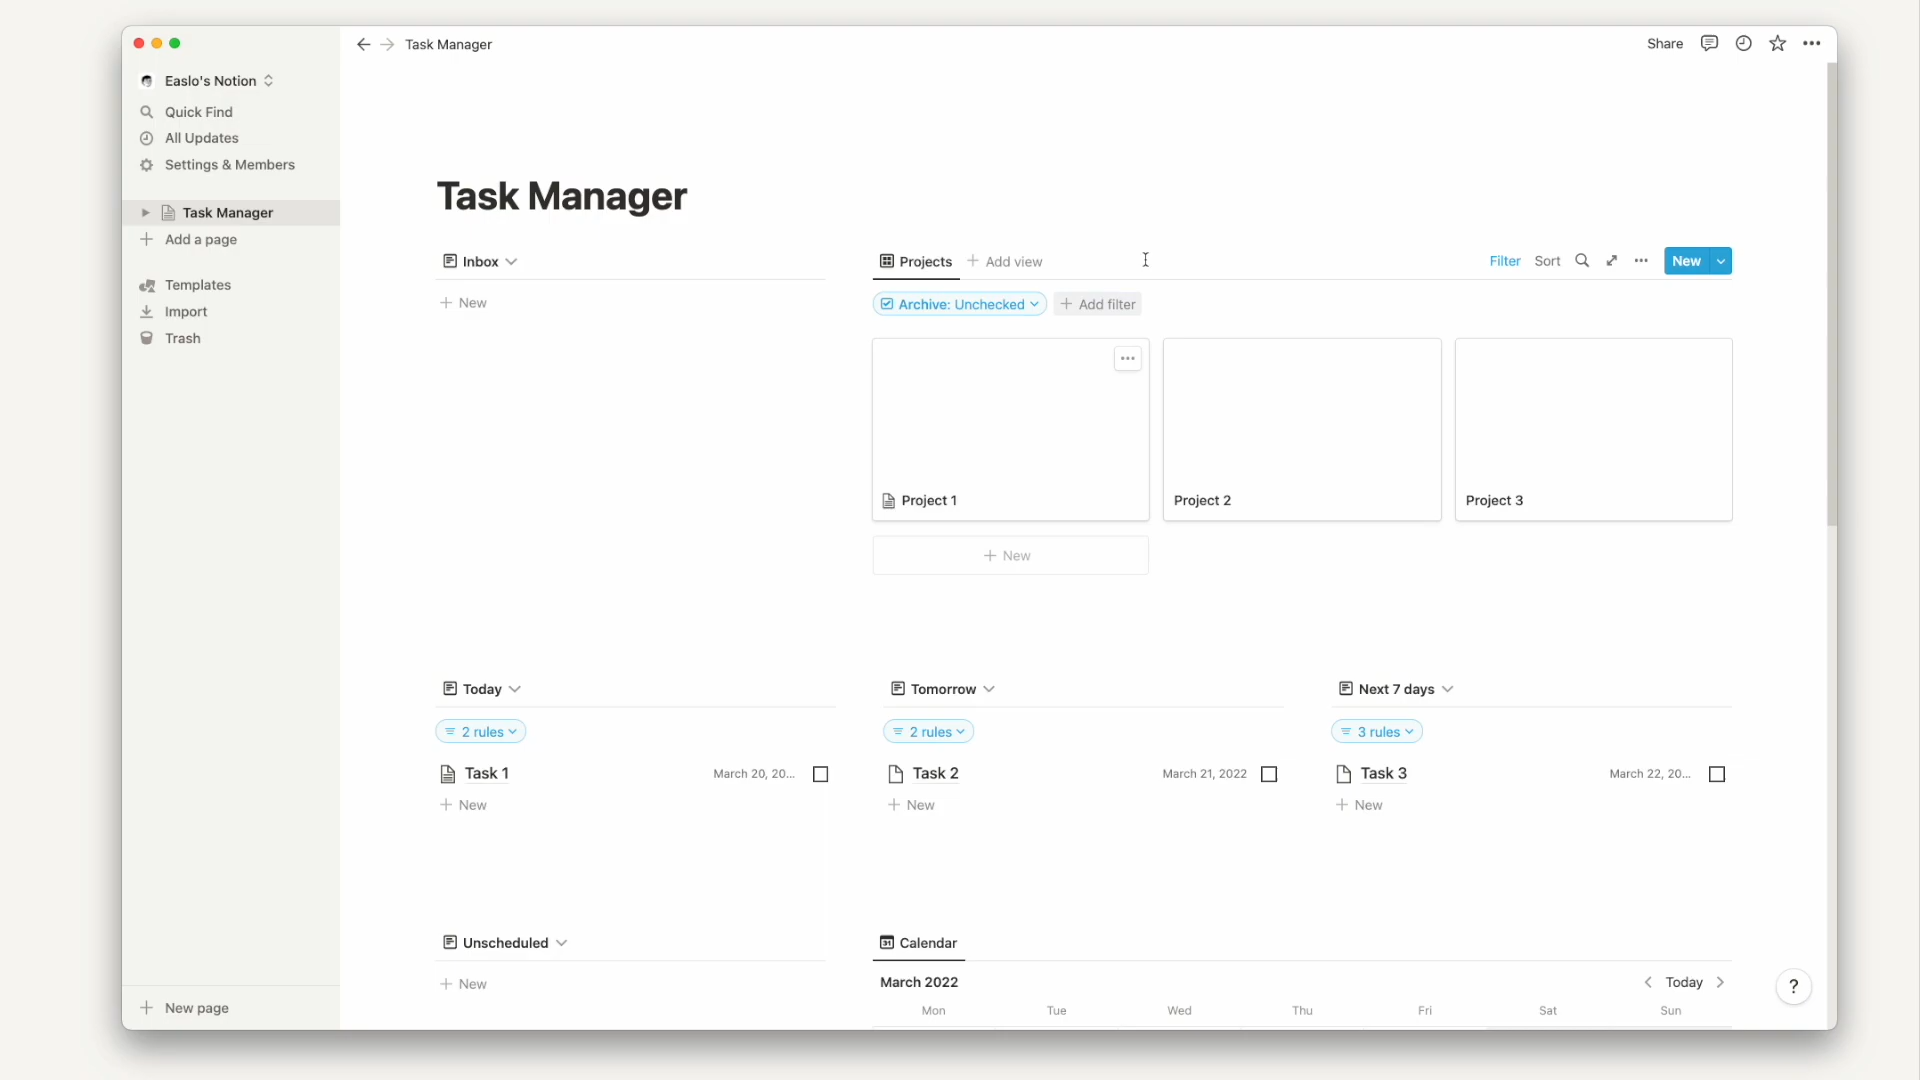 Task Manager
Share
Easlo's Notion
Quick Find
All Updates
Settings & Members
Task Manager
Add a page
Templates
Import
Trash
New page
Task Manager
Inbox
New
Projects
Add view
Filter
Sort
New
Archive: Unchecked
Add filter
Project 1
Project 2
Project 3
New
Today
2 rules
Task 1
March 20, 20...
New
Tomorrow
2 rules
Task 2
March 21, 2022
New
Next 7 days
3 rules
Task 3
March 22, 20...
New
Unscheduled
New
31 Calendar
March 2022
Today
Mon Tue Wed Thu Fri Sat Sun
?